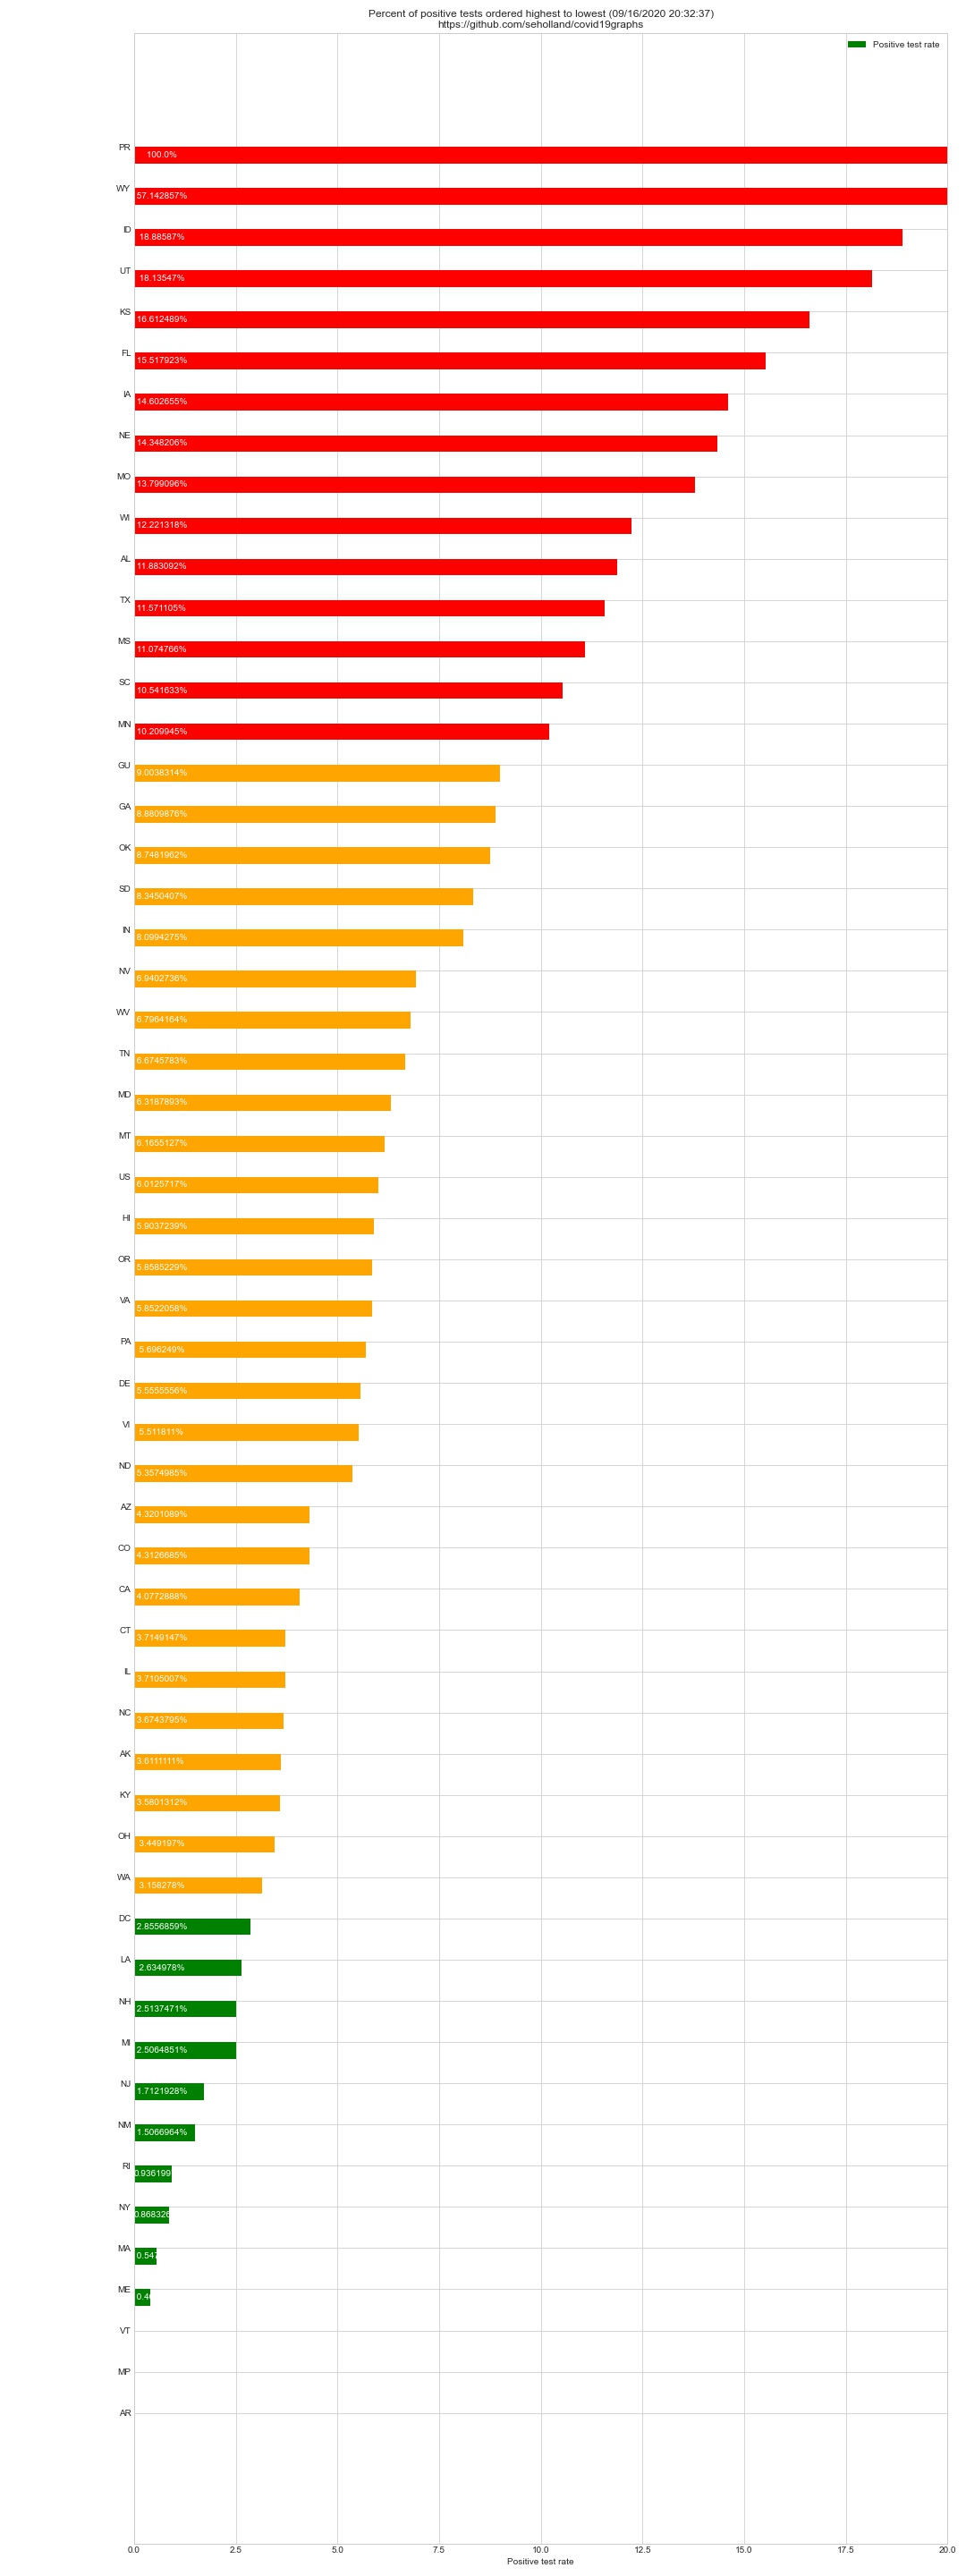 Percent of positive tests ordered highest to lowest (09/16/2020 20:32:37)
https://github.com/seholland/covid19graphs
Positive test rate
PR 100.0%
WY 57.142857%
ID 18.88587%
UT 18.13547%
KS 16.612489%
FL 15.517923%
IA 14.602655%
NE 14.348206%
MO 13.799096%
WI 12.221318%
AL 11.883092%
TX 11.571105%
MS 11.074766%
SC 10.541633%
MN 10.209945%
GU 9.0038314%
GA 8.8809876%
OK 8.7481962%
SD 8.3450407%
IN 8.0994275%
NV 6.9402736%
WV 6.7964164%
TN 6.6745783%
MD 6.3187893%
MT 6.1655127%
US 6.0125717%
HI 5.9037239%
OR 5.8585229%
VA 5.8522058%
PA 5.696249%
DE 5.5555556%
VI 5.511811%
ND 5.3574985%
AZ 4.3201089%
CO 4.3126685%
CA 4.0772888%
CT 3.7149147%
IL 3.7105007%
NC 3.6743795%
AK 3.6111111%
KY 3.5801312%
OH 3.449197%
WA 3.158278%
DC 2.8556859%
LA 2.634978%
NH 2.5137471%
MI 2.5064851%
NJ 1.7121928%
NM 1.5066964%
RI 0.936199
NY 0.868326
MA 0.547
ME
VT
MP
AR
0.0 2.5 5.0 7.5 10.0 12.5 15.0 17.5 20.0
Positive test rate